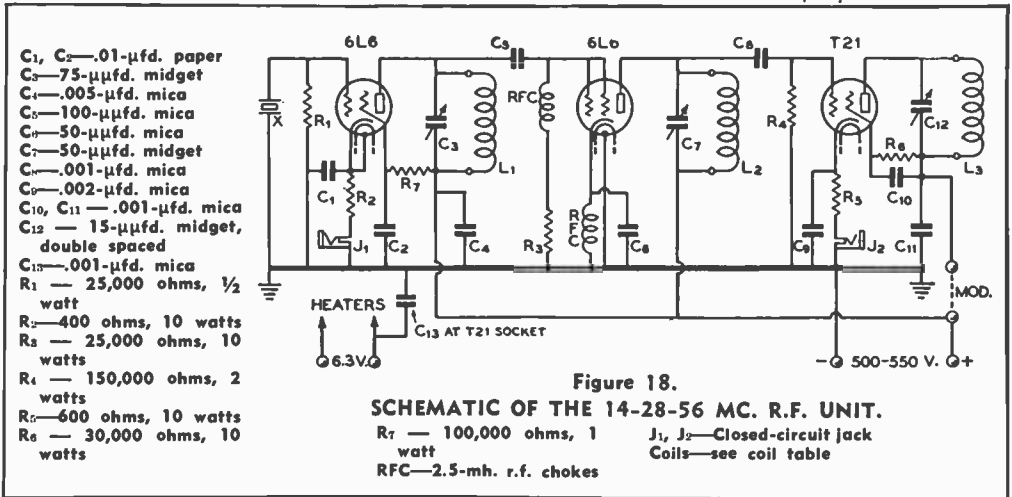 C1, C2—.01-µfd. paper
C3—75-µµfd. midget
C4—.005-µfd. mica
C5—100-µµfd. mica
C6—50-µµfd. mica
C7—50-µµfd. midget
C8—.001-µfd. mica
C9—.002-µfd. mica
C10, C11 — .001-µfd. mica
C12 — 15-µµfd. midget,
double spaced
C13—.001-µfd. mica
R1 — 25,000 ohms, ½
watt
R2—400 ohms, 10 watts
R3 — 25,000 ohms, 10
watts
R4 — 150,000 ohms, 2
watts
R5—600 ohms, 10 watts
R6 — 30,000 ohms, 10
watts
6L6
C5
6L6
C8
T21
X
R1
C1
R2
J1
C2
R7
C3
L1
C4
RFC
R3
RFC
C6
C7
L2
R4
C9
R5
J2
R6
C10
C11
C12
L3
MOD.
HEATERS
C13 AT T21 SOCKET
6.3V.
– 500-550 V. +
Figure 18.
SCHEMATIC OF THE 14-28-56 MC. R.F. UNIT.
R7 — 100,000 ohms, 1
watt
RFC—2.5-mh. r.f. chokes
J1, J2—Closed-circuit jack
Coils—see coil table